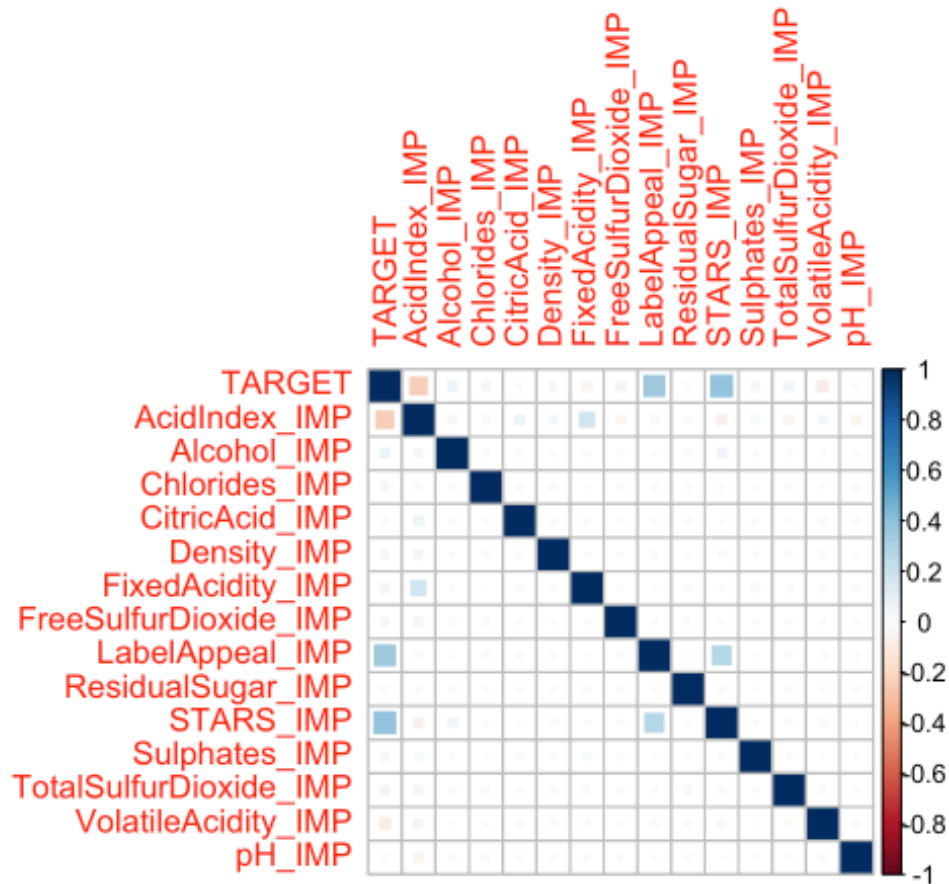 TARGET
AcidIndex_IMP
Alcohol_IMP
Chlorides_IMP
CitricAcid_IMP
Density_IMP
FixedAcidity_IMP
FreeSulfurDioxide_IMP
LabelAppeal_IMP
ResidualSugar_IMP
STARS_IMP
Sulphates_IMP
TotalSulfurDioxide_IMP
VolatileAcidity_IMP
pH_IMP
TARGET
AcidIndex_IMP
Alcohol_IMP
Chlorides_IMP
CitricAcid_IMP
Density_IMP
FixedAcidity_IMP
FreeSulfurDioxide_IMP
LabelAppeal_IMP
ResidualSugar_IMP
STARS_IMP
Sulphates_IMP
TotalSulfurDioxide_IMP
VolatileAcidity_IMP
pH_IMP
1
0.8
0.6
0.4
0.2
0
-0.2
-0.4
-0.6
-0.8
-1